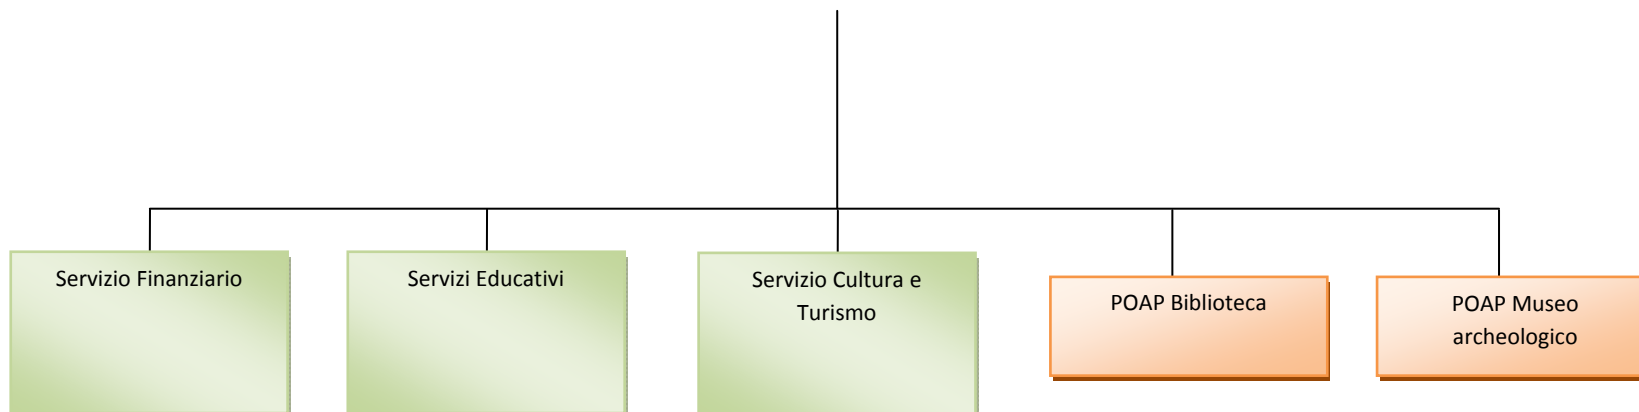 Servizio Finanziario
Servizi Educativi
Servizio Cultura e
Turismo
POAP Biblioteca
POAP Museo
archeologico